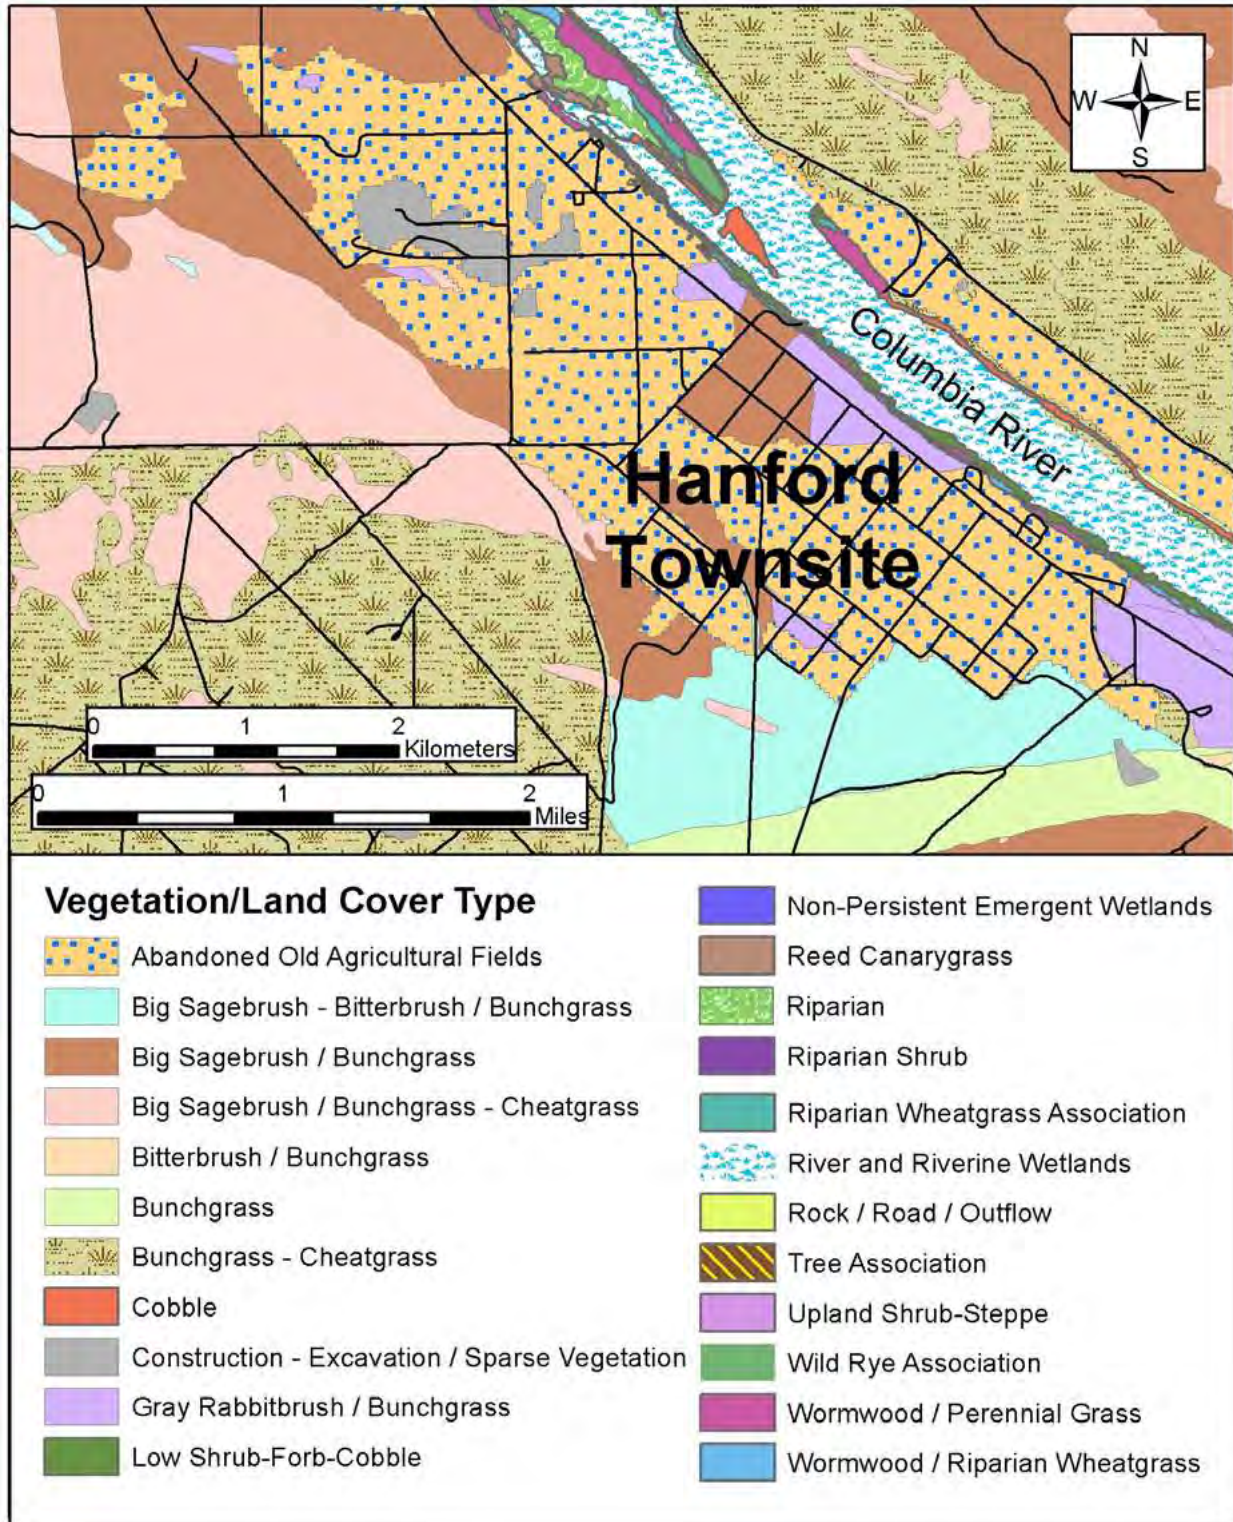 N
W E
S
Columbia River
Hanford
Townsite
0 1 2
Kilometers
0 1 2
Miles
Vegetation/Land Cover Type
Abandoned Old Agricultural Fields
Big Sagebrush - Bitterbrush / Bunchgrass
Big Sagebrush / Bunchgrass
Big Sagebrush / Bunchgrass - Cheatgrass
Bitterbrush / Bunchgrass
Bunchgrass
Bunchgrass - Cheatgrass
Cobble
Construction - Excavation / Sparse Vegetation
Gray Rabbitbrush / Bunchgrass
Low Shrub-Forb-Cobble
Non-Persistent Emergent Wetlands
Reed Canarygrass
Riparian
Riparian Shrub
Riparian Wheatgrass Association
River and Riverine Wetlands
Rock / Road / Outflow
Tree Association
Upland Shrub-Steppe
Wild Rye Association
Wormwood / Perennial Grass
Wormwood / Riparian Wheatgrass